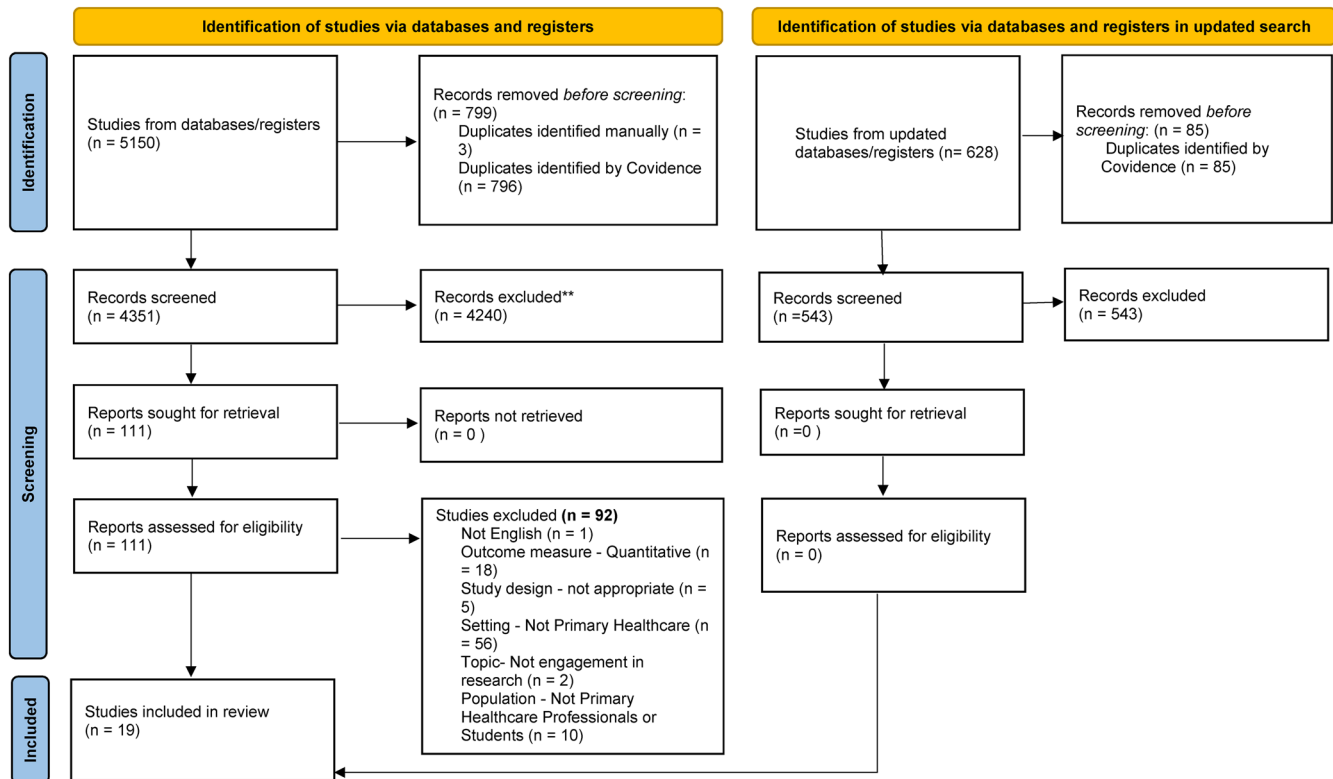 Identification of studies via databases and registers
Identification of studies via databases and registers in updated search
Identification
Studies from databases/registers
(n = 5150)
Records removed before screening:
(n = 799)
Duplicates identified manually (n =
3)
Duplicates identified by Covidence
(n = 796)
Studies from updated
databases/registers (n= 628)
Records removed before
screening: (n = 85)
Duplicates identified by
Covidence (n = 85)
Screening
Records screened
(n = 4351)
Records excluded**
(n = 4240)
Records screened
(n =543)
Records excluded
(n = 543)
Reports sought for retrieval
(n = 111)
Reports not retrieved
(n = 0 )
Reports sought for retrieval
(n =0 )
Reports assessed for eligibility
(n = 111)
Studies excluded (n = 92)
Not English (n = 1)
Outcome measure - Quantitative (n
= 18)
Study design - not appropriate (n =
5)
Setting - Not Primary Healthcare (n
= 56)
Topic- Not engagement in
research (n = 2)
Population - Not Primary
Healthcare Professionals or
Students (n = 10)
Reports assessed for eligibility
(n = 0)
Included
Studies included in review
(n = 19)